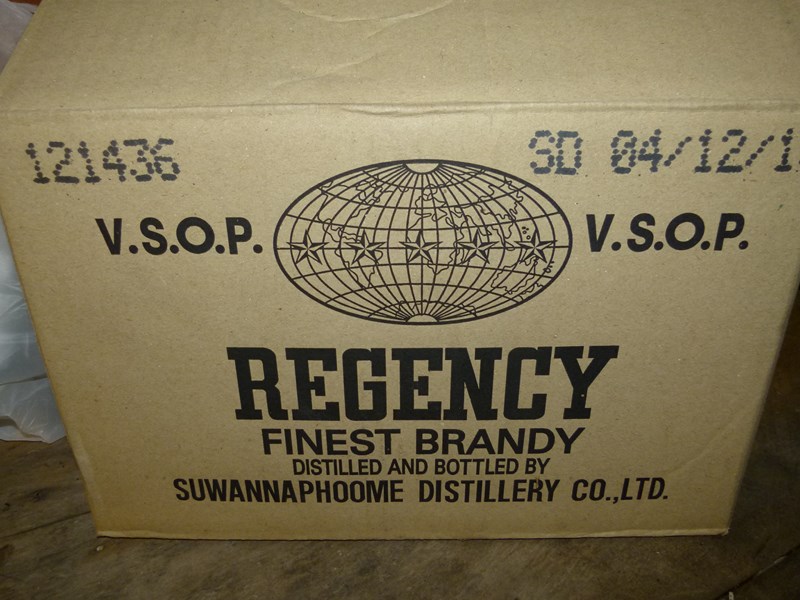 121436
SD 04/12/1
V.S.O.P.
V.S.O.P.
REGENCY
FINEST BRANDY
DISTILLED AND BOTTLED BY
SUWANNAPHOOME DISTILLERY CO.,LTD.